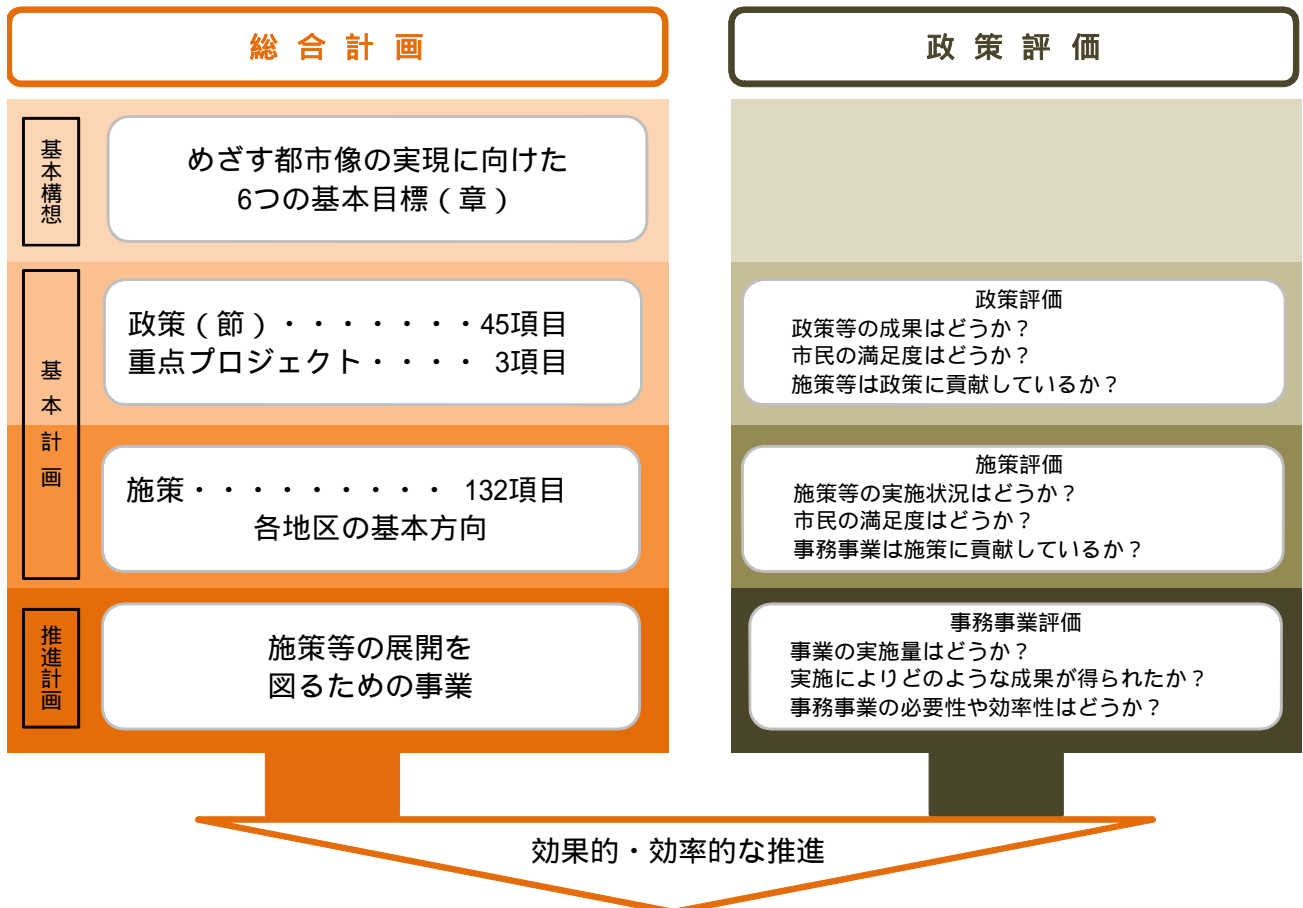 総合計画
基本構想
めざす都市像の実現に向けた
6つの基本目標（章）
基本計画
政策（節）・・・・・・・45項目
重点プロジェクト・・・・ 3項目
施策・・・・・・・・・ 132項目
各地区の基本方向
推進計画
施策等の展開を
図るための事業
政策評価
政策評価
政策等の成果はどうか？
市民の満足度はどうか？
施策等は政策に貢献しているか？
施策評価
施策等の実施状況はどうか？
市民の満足度はどうか？
事務事業は施策に貢献しているか？
事務事業評価
事業の実施量はどうか？
実施によりどのような成果が得られたか？
事務事業の必要性や効率性はどうか？
効果的・効率的な推進